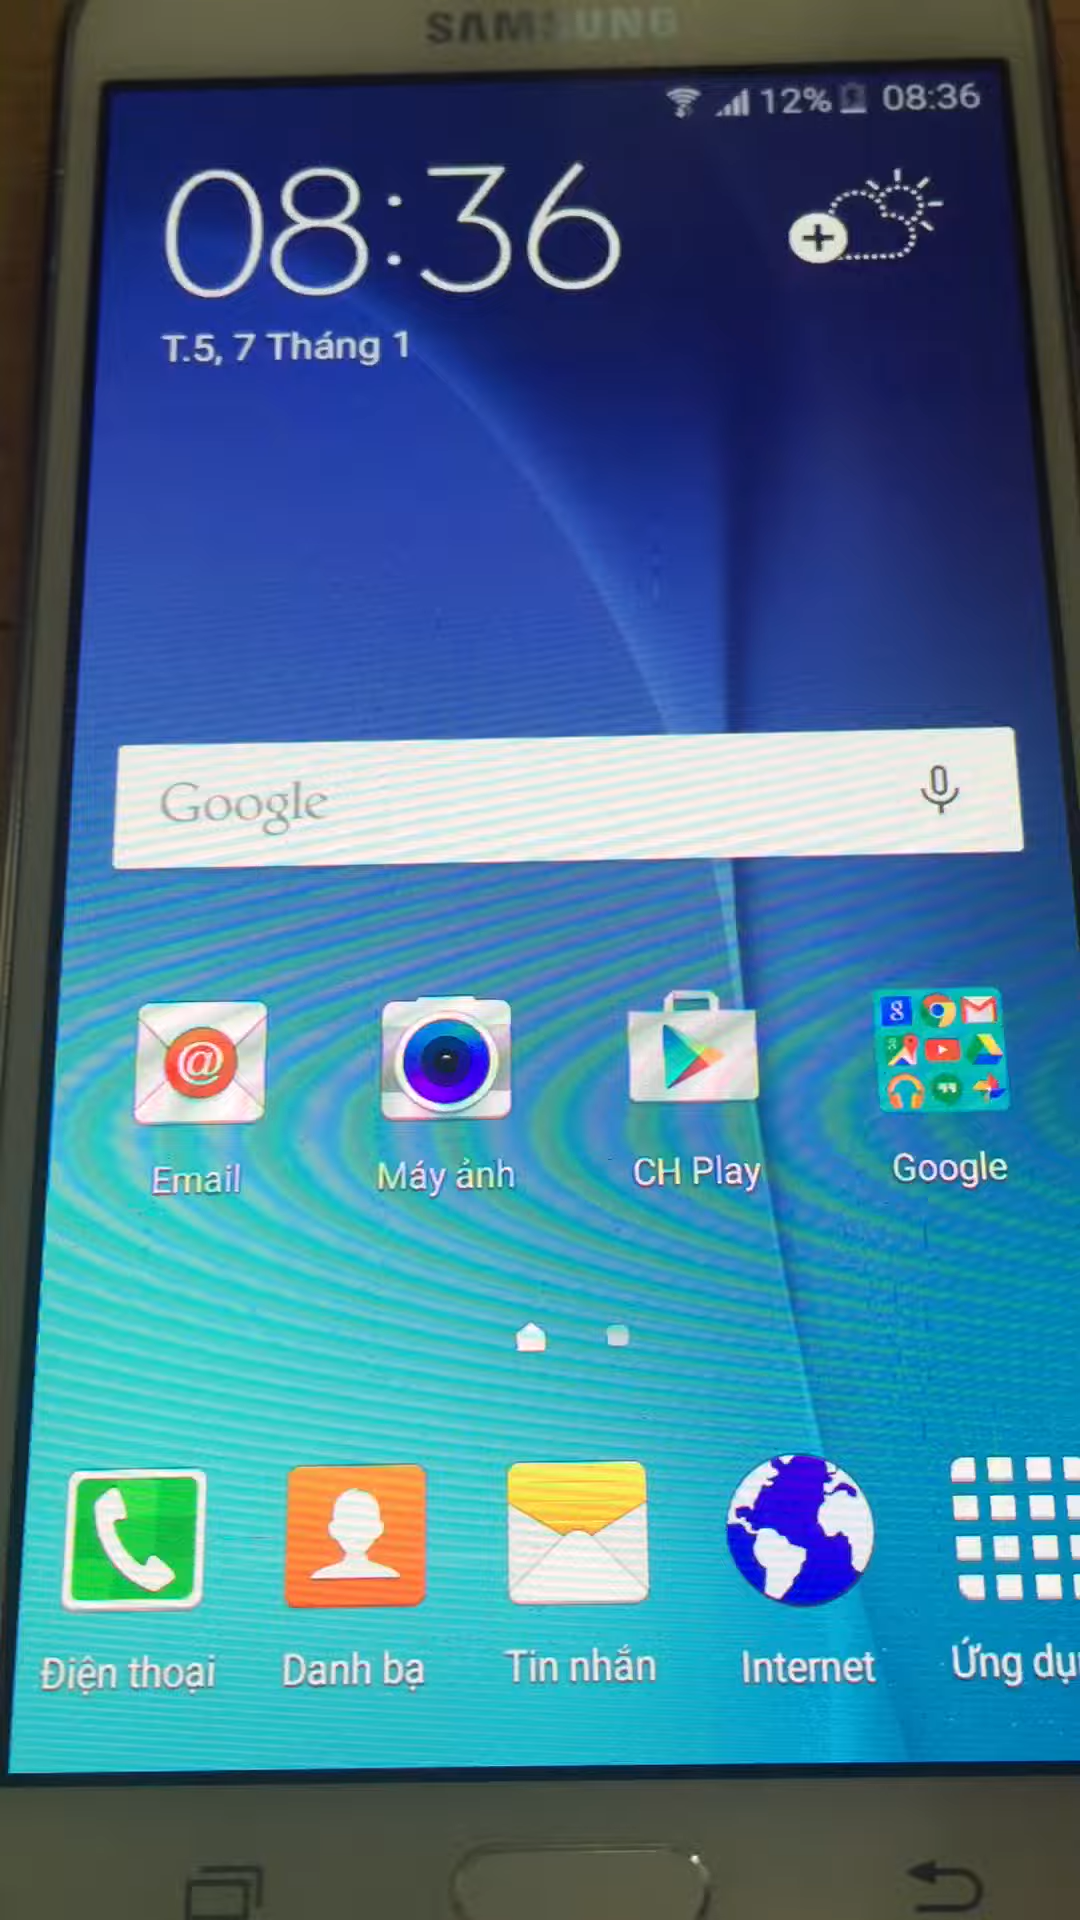 SAMSUNG
12% 08:36
08:36
T.5, 7 Tháng 1
Google
Email
Máy ảnh
CH Play
Google
Điện thoại
Danh bạ
Tin nhắn
Internet
Ứng dụ